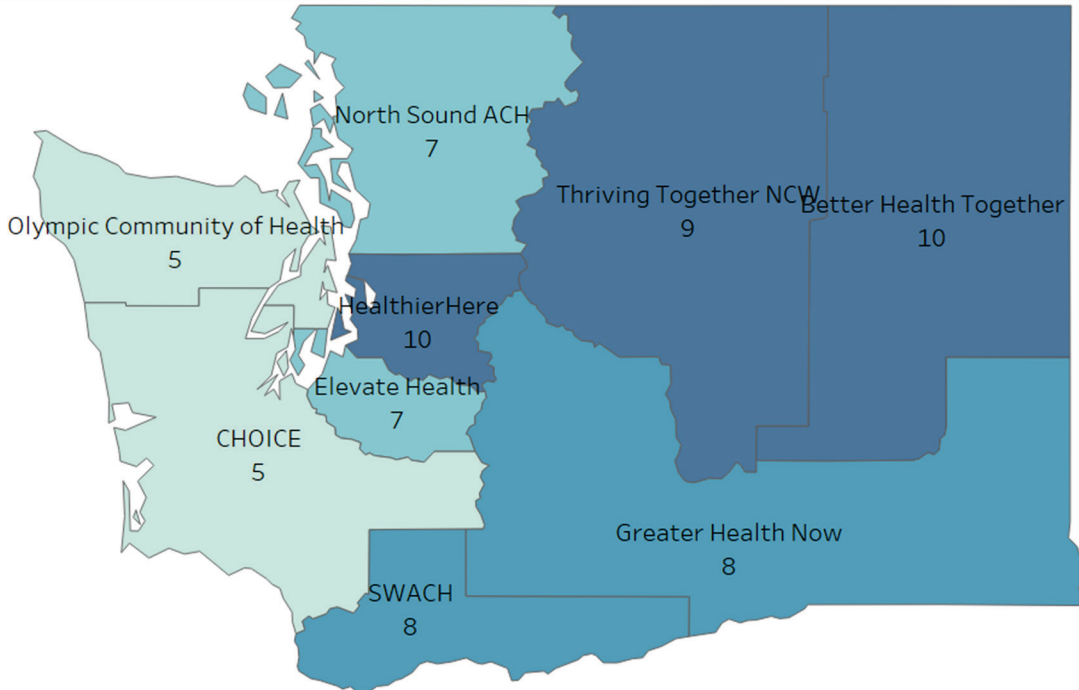 North Sound ACH
7
Thriving Together NCW
9
Better Health Together
10
Olympic Community of Health
5
HealthierHere
10
Elevate Health
7
CHOICE
5
Greater Health Now
8
SWACH
8